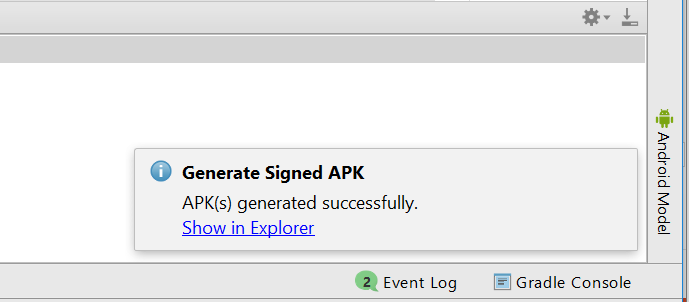 Generate Signed APK
APK(s) generated successfully.
Show in Explorer
Android Model
2 Event Log
Gradle Console